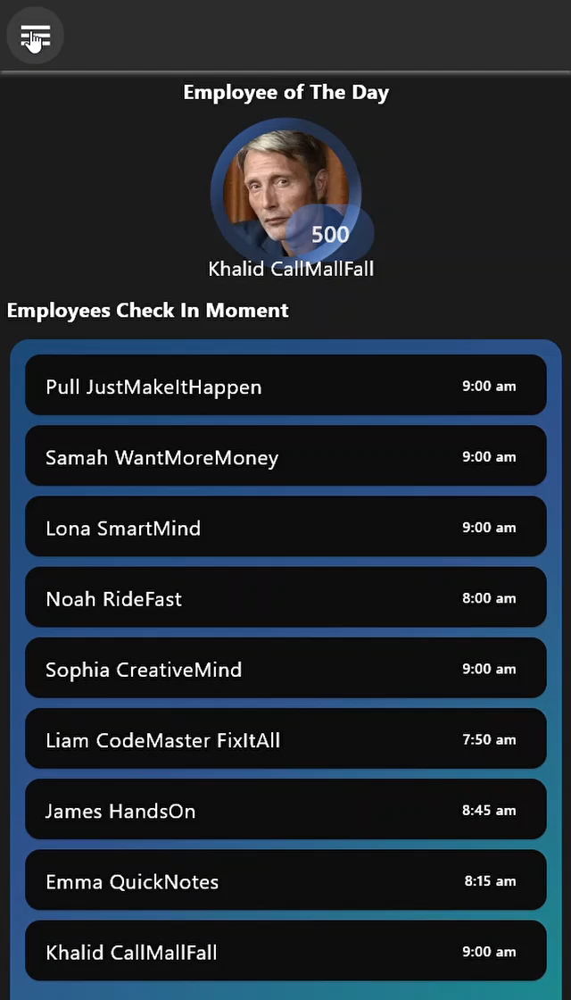 Employee of The Day
500
Khalid CallMallFall
Employees Check In Moment
Pull JustMakeItHappen 9:00 am
Samah WantMoreMoney 9:00 am
Lona SmartMind 9:00 am
Noah RideFast 8:00 am
Sophia CreativeMind 9:00 am
Liam CodeMaster FixItAll 7:50 am
James HandsOn 8:45 am
Emma QuickNotes 8:15 am
Khalid CallMallFall 9:00 am